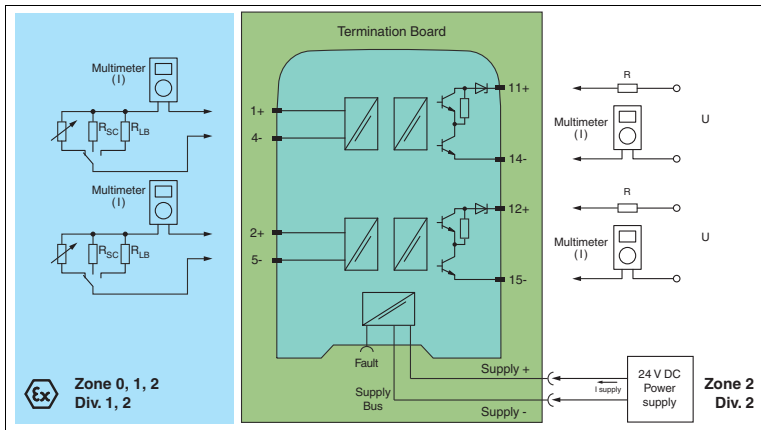 Termination Board
Multimeter
( I )
RSC
RLB
1+
4-
11+
14-
R
Multimeter
( I )
U
Multimeter
( I )
RSC
RLB
2+
5-
12+
15-
R
Multimeter
( I )
U
Fault
Supply
Bus
Supply +
Supply -
I supply
24 V DC
Power
supply
Zone 2
Div. 2
Ex
Zone 0, 1, 2
Div. 1, 2